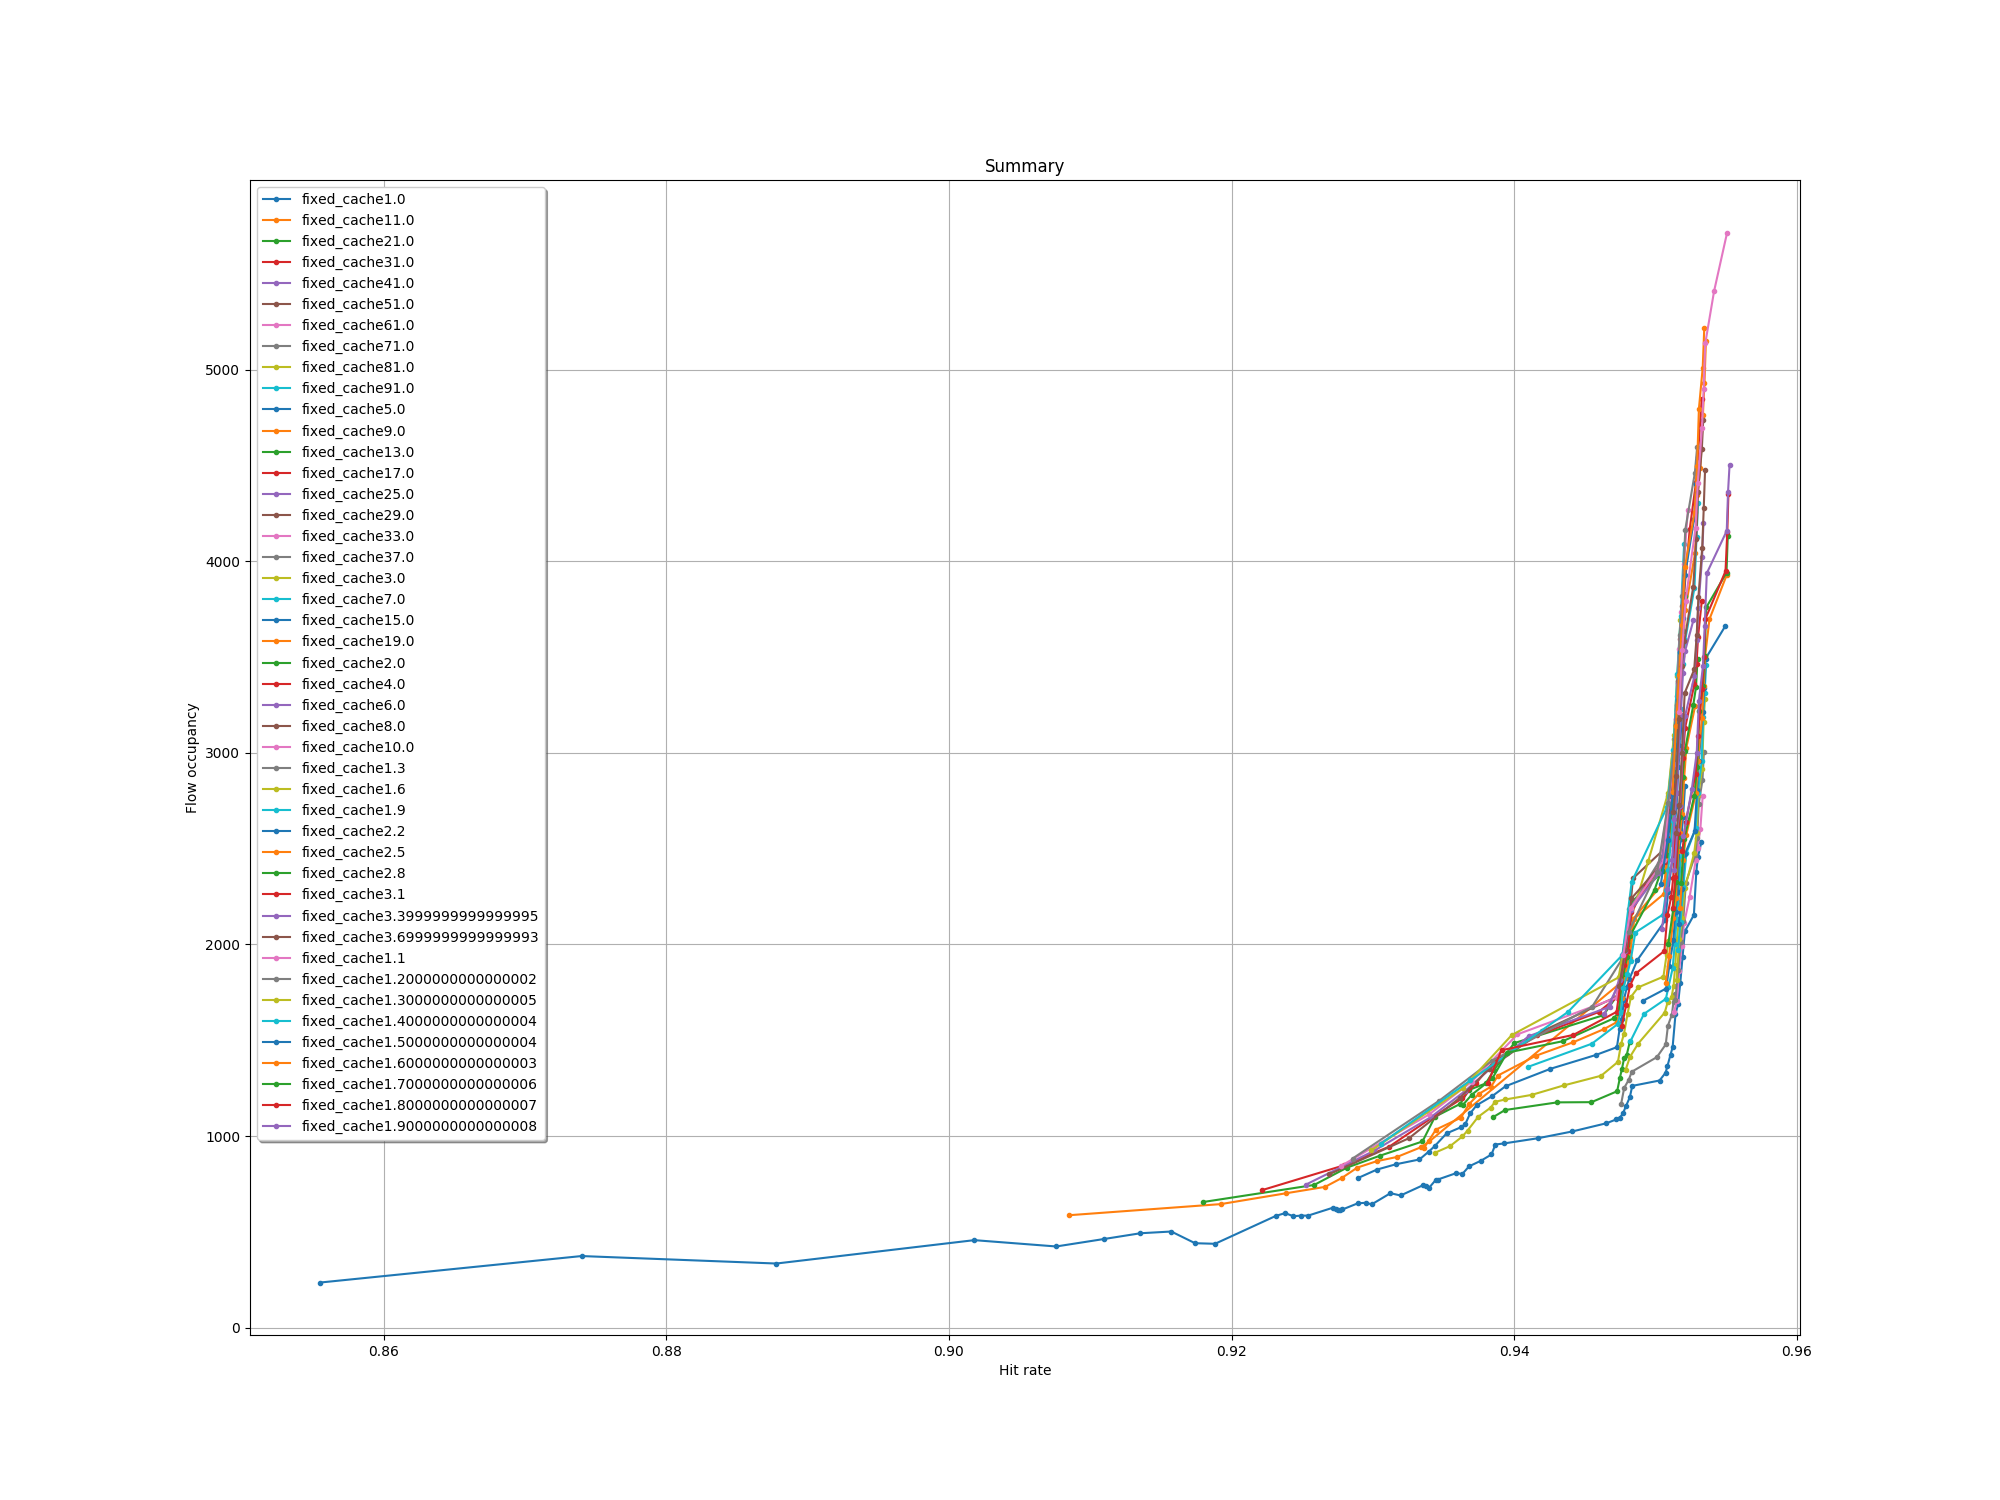 Summary
fixed_cache1.0
fixed_cache11.0
fixed_cache21.0
fixed_cache31.0
fixed_cache41.0
fixed_cache51.0
fixed_cache61.0
fixed_cache71.0
fixed_cache81.0
fixed_cache91.0
fixed_cache5.0
fixed_cache9.0
fixed_cache13.0
fixed_cache17.0
fixed_cache25.0
fixed_cache29.0
fixed_cache33.0
fixed_cache37.0
fixed_cache3.0
fixed_cache7.0
fixed_cache15.0
fixed_cache19.0
fixed_cache2.0
fixed_cache4.0
fixed_cache6.0
fixed_cache8.0
fixed_cache10.0
fixed_cache1.3
fixed_cache1.6
fixed_cache1.9
fixed_cache2.2
fixed_cache2.5
fixed_cache2.8
fixed_cache3.1
fixed_cache3.3999999999999995
fixed_cache3.6999999999999993
fixed_cache1.1
fixed_cache1.2000000000000002
fixed_cache1.3000000000000005
fixed_cache1.4000000000000004
fixed_cache1.5000000000000004
fixed_cache1.6000000000000003
fixed_cache1.7000000000000006
fixed_cache1.8000000000000007
fixed_cache1.9000000000000008
5000
4000
3000
2000
1000
0
Flow occupancy
0.86 0.88 0.90 0.92 0.94 0.96
Hit rate